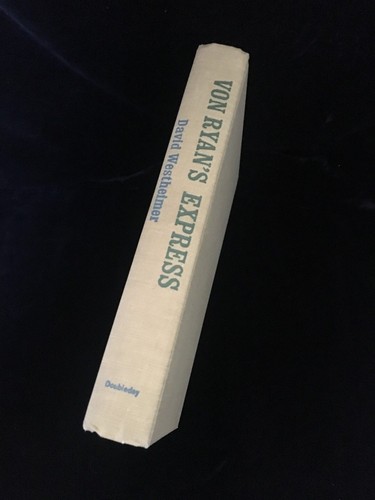 VON RYAN'S EXPRESS
David Westheimer
Doubleday